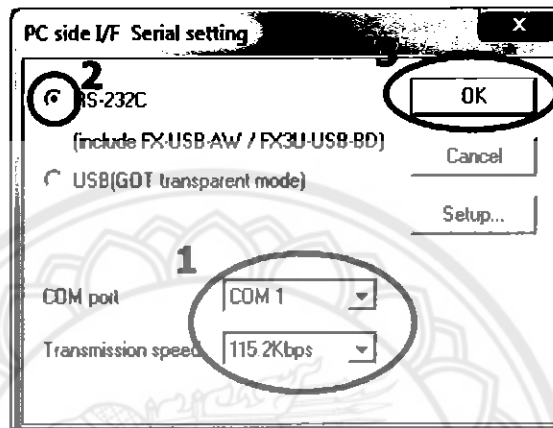 PC side I/F Serial setting
X
2
3
RS-232C
OK
(include FX-USB-AW / FX3U-USB-BD)
Cancel
USB(GOT transparent mode)
Setup...
1
COM port
COM 1
Transmission speed
115.2Kbps